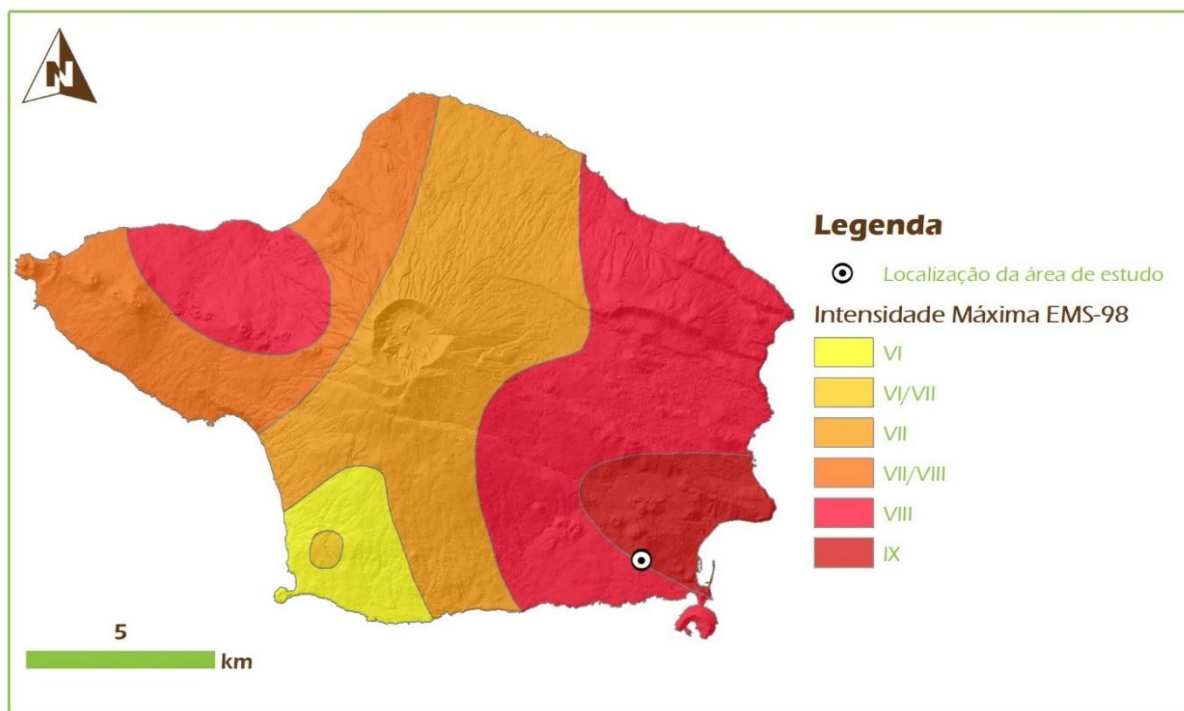 N
Legenda
Localização da área de estudo
Intensidade Máxima EMS-98
VI
VI/VII
VII
VII/VIII
VIII
IX
5
km